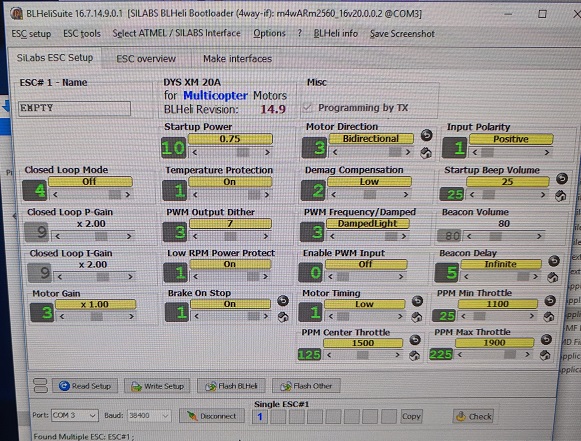 BLHeliSuite 16.7.14.9.0.1 [SILABS BLHeli Bootloader (4way-if): m4wARm2560_16v20.0.0.2 @COM3]
ESC setup ESC tools Select ATMEL / SILABS Interface Options ? BLHeli info Save Screenshot
SiLabs ESC Setup ESC overview Make interfaces
ESC# 1 - Name DYS XM 20A Misc
for Multicopter Motors
EMPTY BLHeli Revision: 14.9 Programming by TX
Startup Power Motor Direction Input Polarity
10 0.75 3 Bidirectional 1 Positive
Closed Loop Mode Temperature Protection Demag Compensation Startup Beep Volume
4 Off 1 On 2 Low 25 25
Closed Loop P-Gain PWM Output Dither PWM Frequency/Damped Beacon Volume
9 x 2.00 3 7 3 DampedLight 80 80
Closed Loop I-Gain Low RPM Power Protect Enable PWM Input Beacon Delay
9 x 2.00 1 On 0 Off 5 Infinite
Motor Gain Brake On Stop Motor Timing PPM Min Throttle
3 x 1.00 1 On 1 Low 25 1100
PPM Center Throttle PPM Max Throttle
125 1500 225 1900
Read Setup Write Setup Flash BLHeli Flash Other
Single ESC#1
Port: COM 3 Baud: 38400 Disconnect 1 Copy Check
Found Multiple ESC: ESC#1 ;